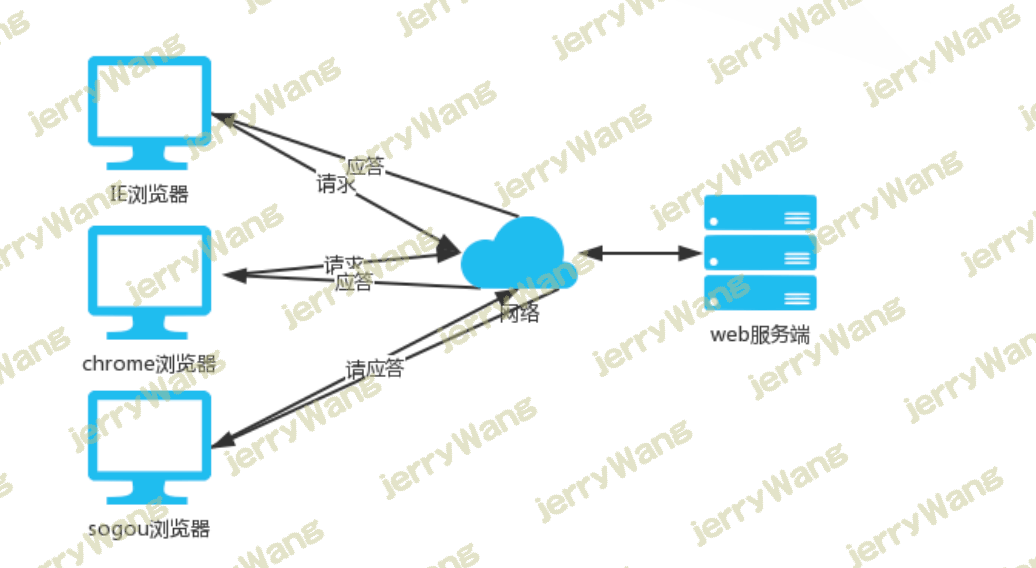 应答
请求
IE浏览器
请求
应答
网络
web服务端
chrome浏览器
请应答
sogou浏览器
jerryWang